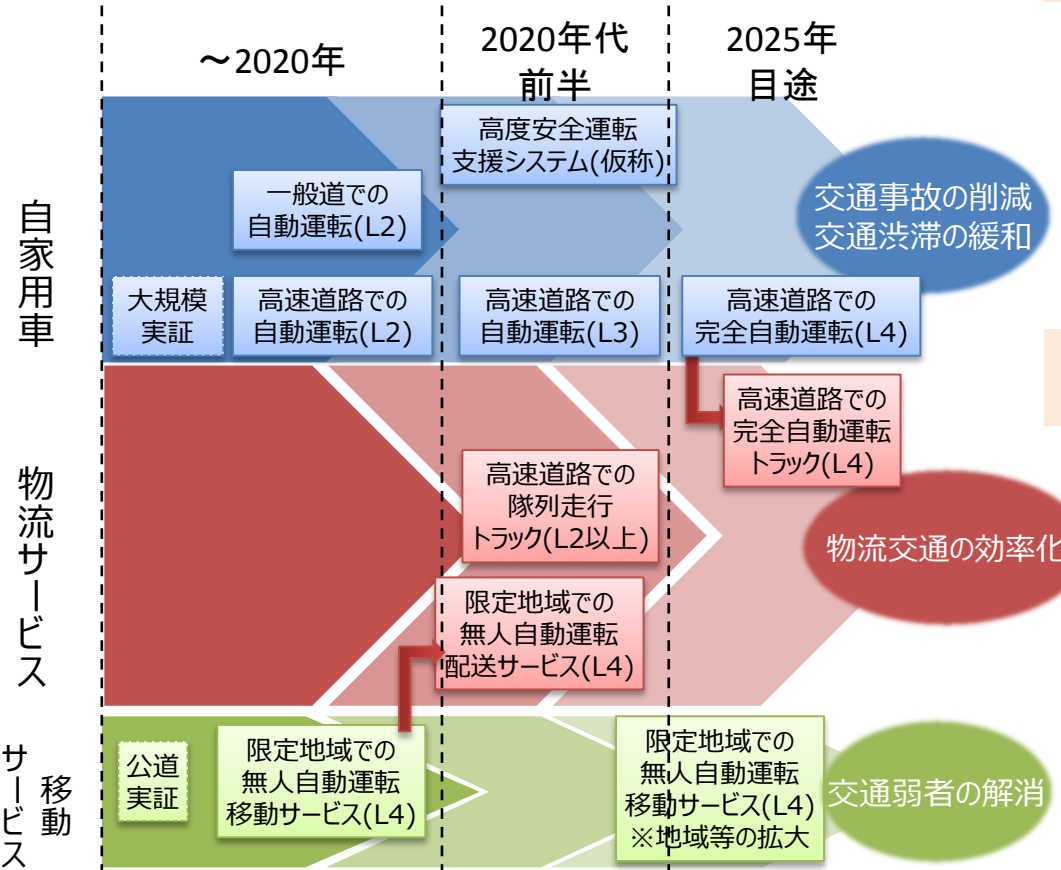 ～2020年
2020年代
前半
2025年
目途
自家用車
高度安全運転
支援システム(仮称)
一般道での
自動運転(L2)
大規模
実証
高速道路での
自動運転(L2)
高速道路での
自動運転(L3)
高速道路での
完全自動運転(L4)
交通事故の削減
交通渋滞の緩和
物流サービス
高速道路での
完全自動運転
トラック(L4)
高速道路での
隊列走行
トラック(L2以上)
限定地域での
無人自動運転
配送サービス(L4)
物流交通の効率化
移動
サービス
公道
実証
限定地域での
無人自動運転
移動サービス(L4)
限定地域での
無人自動運転
移動サービス(L4)
※地域等の拡大
交通弱者の解消